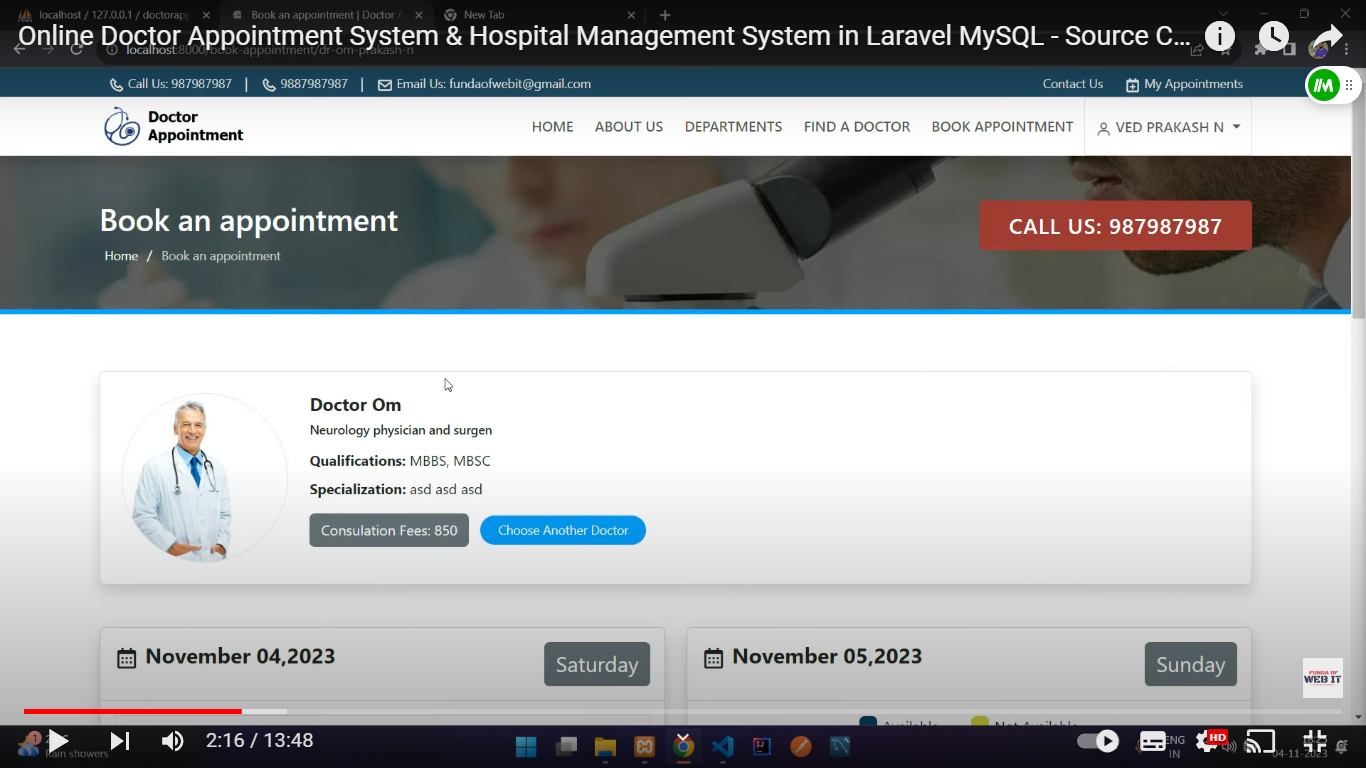 localhost / 127.0.0.1 / doctorapp
Book an appointment | Doctor A
New Tab
Online Doctor Appointment System & Hospital Management System in Laravel MySQL - Source C...
localhost:8000/book-appointment/dr-om-prakash-n
Call Us: 987987987 | 9887987987 | Email Us: fundaofwebit@gmail.com
Contact Us
My Appointments
Doctor
Appointment
HOME ABOUT US DEPARTMENTS FIND A DOCTOR BOOK APPOINTMENT VED PRAKASH N
Book an appointment
CALL US: 987987987
Home / Book an appointment
Doctor Om
Neurology physician and surgen
Qualifications: MBBS, MBSC
Specialization: asd asd asd
Consulation Fees: 850
Choose Another Doctor
November 04,2023
Saturday
November 05,2023
Sunday
FUNDA OF
WEB IT
Available
Not Available
2:16 / 13:48
Rain showers
HD
ENG
IN
04-11-2023